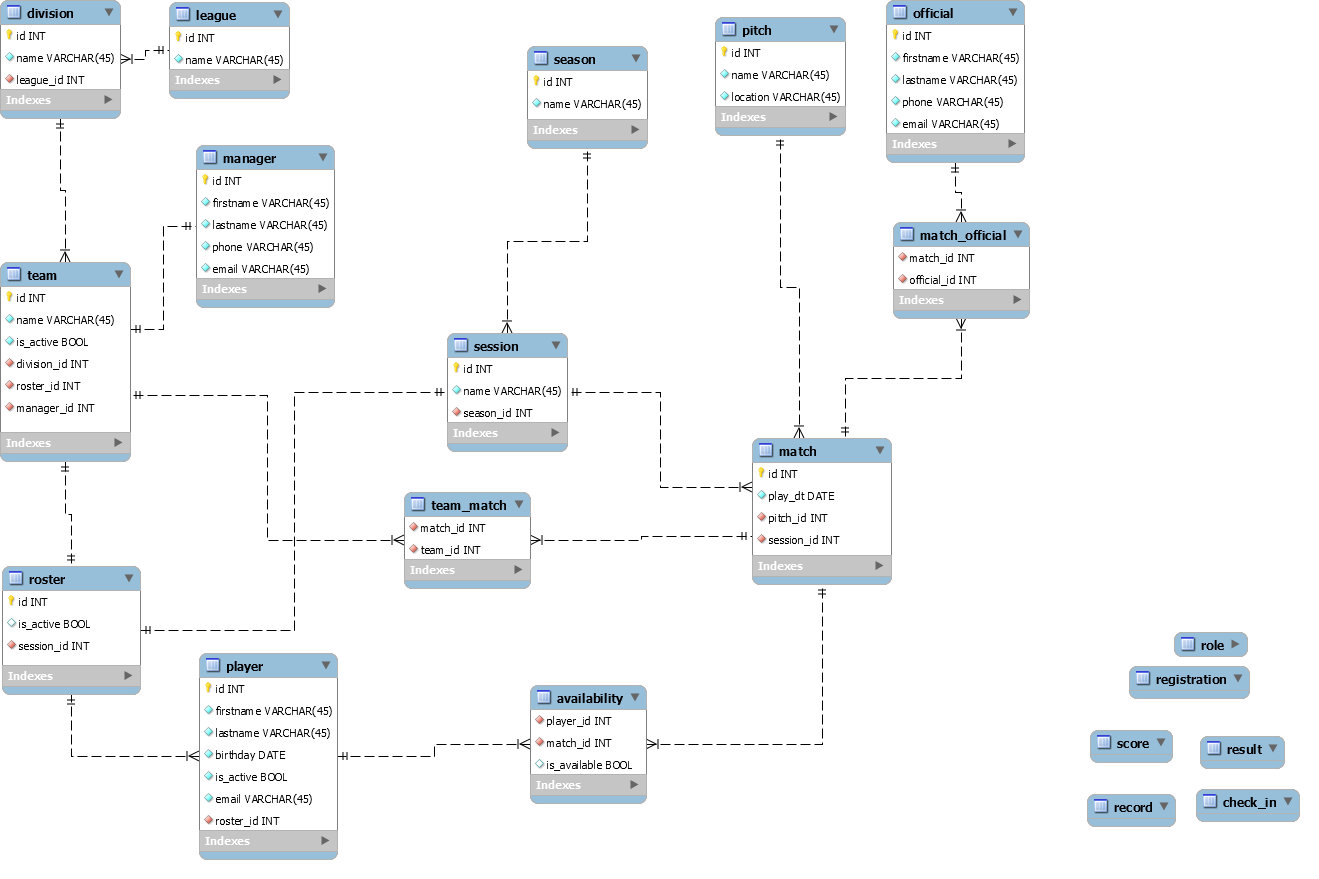 division
id INT
name VARCHAR(45)
league_id INT
Indexes
league
id INT
name VARCHAR(45)
Indexes
manager
id INT
firstname VARCHAR(45)
lastname VARCHAR(45)
phone VARCHAR(45)
email VARCHAR(45)
Indexes
season
id INT
name VARCHAR(45)
Indexes
pitch
id INT
name VARCHAR(45)
location VARCHAR(45)
Indexes
official
id INT
firstname VARCHAR(45)
lastname VARCHAR(45)
phone VARCHAR(45)
email VARCHAR(45)
Indexes
match_official
match_id INT
official_id INT
Indexes
team
id INT
name VARCHAR(45)
is_active BOOL
division_id INT
roster_id INT
manager_id INT
Indexes
session
id INT
name VARCHAR(45)
season_id INT
Indexes
match
id INT
play_dt DATE
pitch_id INT
session_id INT
Indexes
team_match
match_id INT
team_id INT
Indexes
roster
id INT
is_active BOOL
session_id INT
Indexes
player
id INT
firstname VARCHAR(45)
lastname VARCHAR(45)
birthday DATE
is_active BOOL
email VARCHAR(45)
roster_id INT
Indexes
availability
player_id INT
match_id INT
is_available BOOL
Indexes
role
registration
score
result
record
check_in